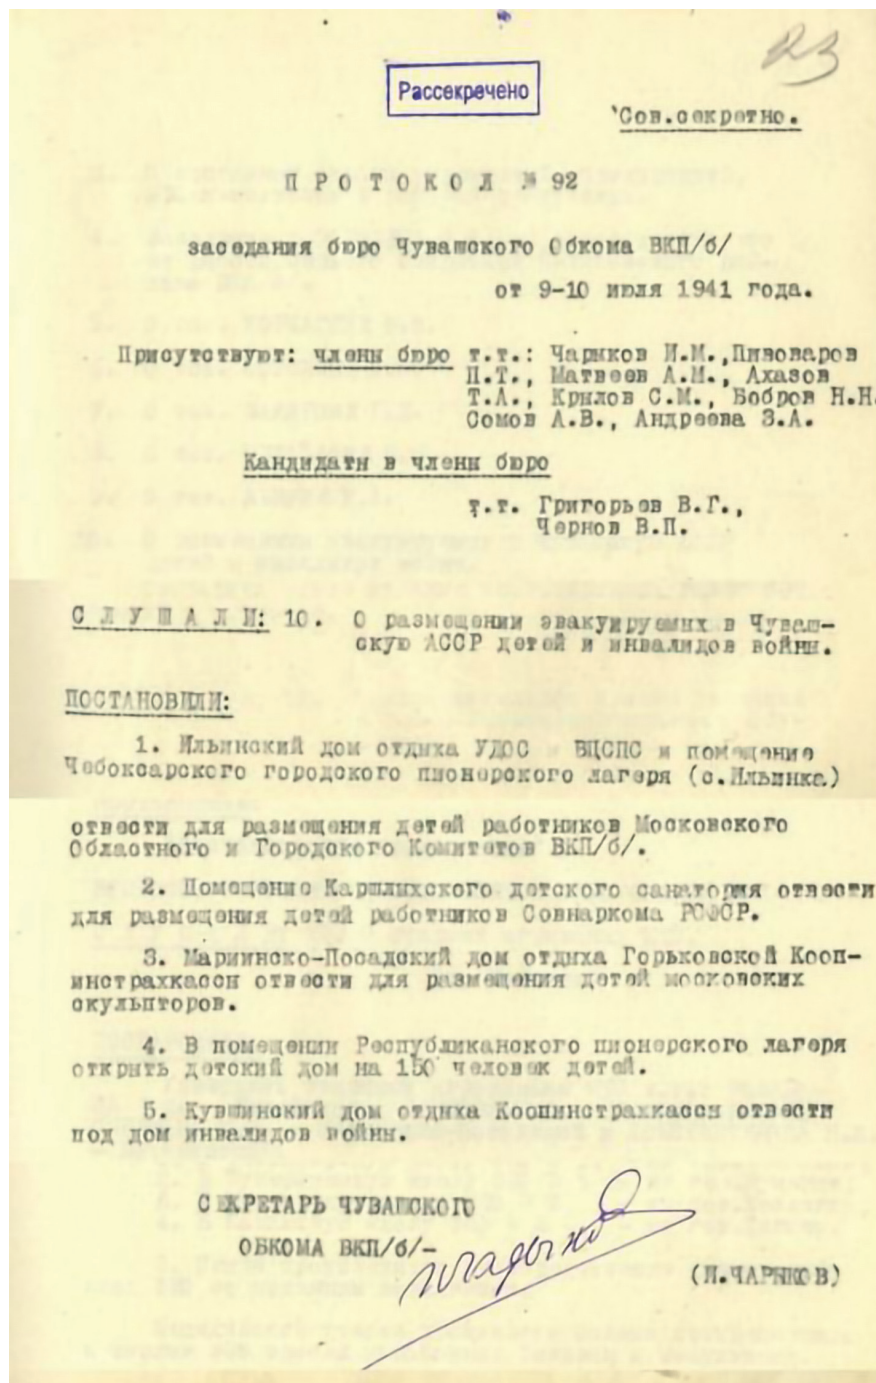 23
Рассекречено
Сов.секретно.
П Р О Т О К О Л № 92
заседания бюро Чувашского Обкома ВКП/б/
от 9-10 июля 1941 года.
Присутствуют: члены бюро т.т.: Чарыков И.М.,Пивоваров
П.Т., Матвеев А.М., Ахазов
Т.А., Крылов С.М., Бобров Н.Н.
Сомов А.В., Андреева З.А.
Кандидаты в члены бюро
т.т. Григорьев В.Г.,
Чернов В.П.
С Л У Ш А Л И: 10. О размещении эвакуируемых в Чуваш-
скую АССР детей и инвалидов войны.
ПОСТАНОВИЛИ:
1. Ильинский дом отдыха УДОС ВЦСПС и помещение
Чебоксарского городского пионерского лагеря (с.Ильинка)
отвести для размещения детей работников Московского
Областного и Городского Комитетов ВКП/б/.
2. Помещение Каршлыхского детского санатория отвести
для размещения детей работников Совнаркома РСФСР.
3. Мариинско-Посадский дом отдыха Горьковской Кооп-
инстрахкассы отвести для размещения детей московских
скульпторов.
4. В помещении Республиканского пионерского лагеря
открыть детский дом на 150 человек детей.
5. Кувшинский дом отдыха Коопинстрахкассы отвести
под дом инвалидов войны.
СЕКРЕТАРЬ ЧУВАШСКОГО
ОБКОМА ВКП/б/-
(И.ЧАРЫКОВ)